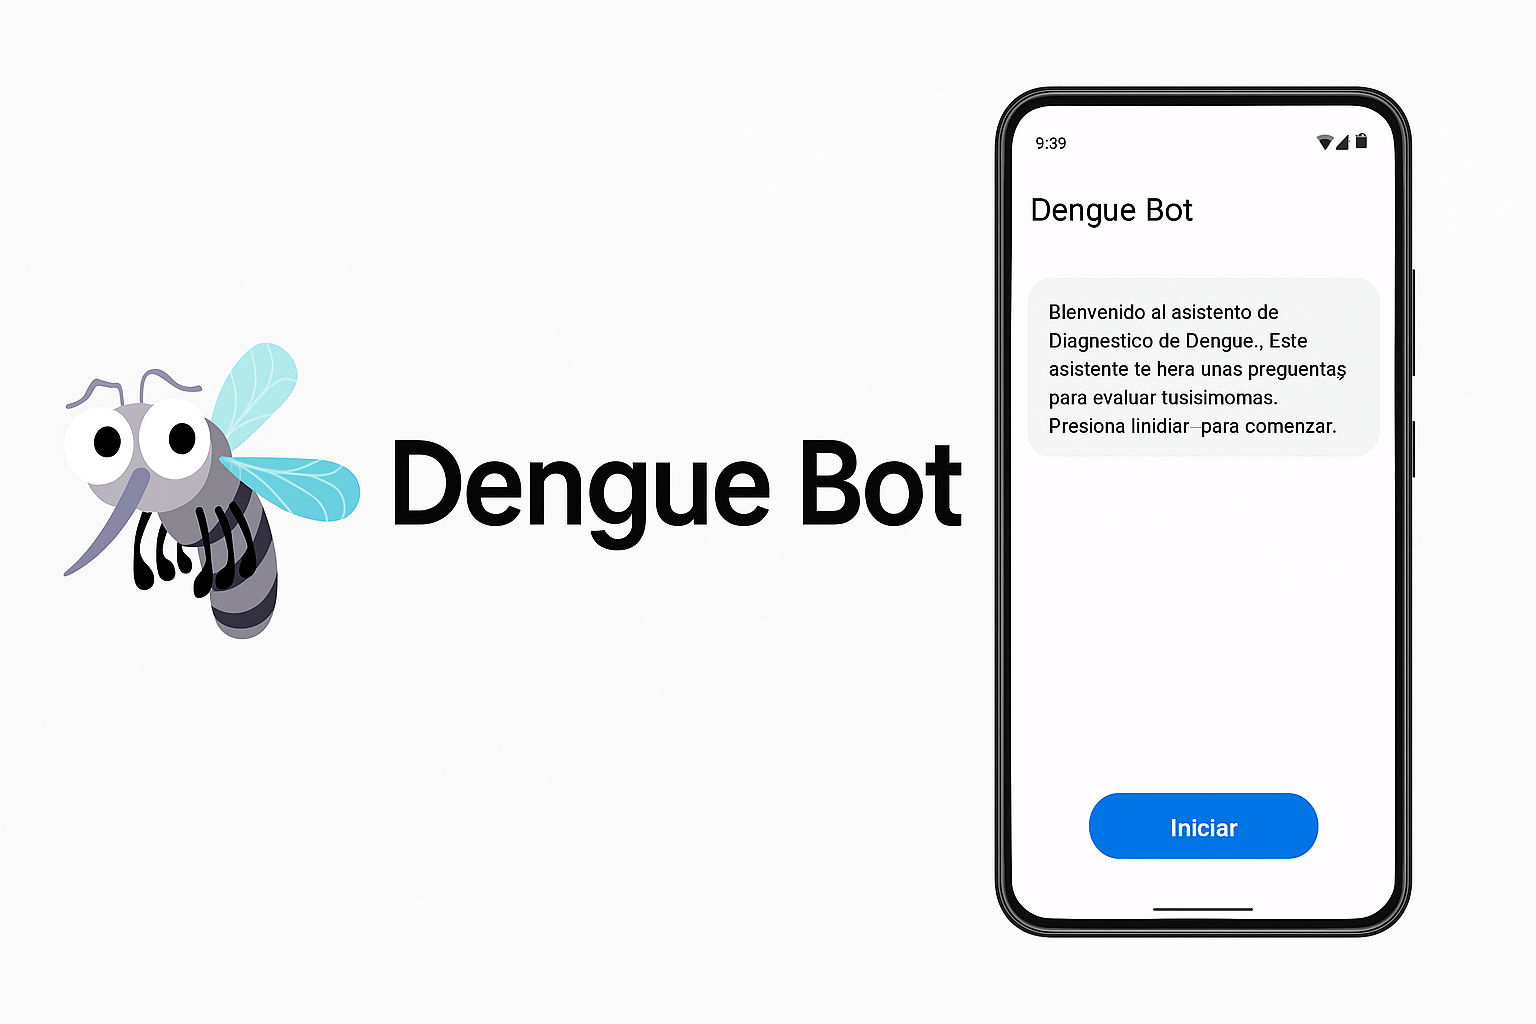 Dengue Bot
9:39
Dengue Bot
Blenvenido al asistento de
Diagnestico de Dengue., Este
asistente te hera unas preguentas
para evaluar tusisimomas.
Presiona linidiar–para comenzar.
Iniciar